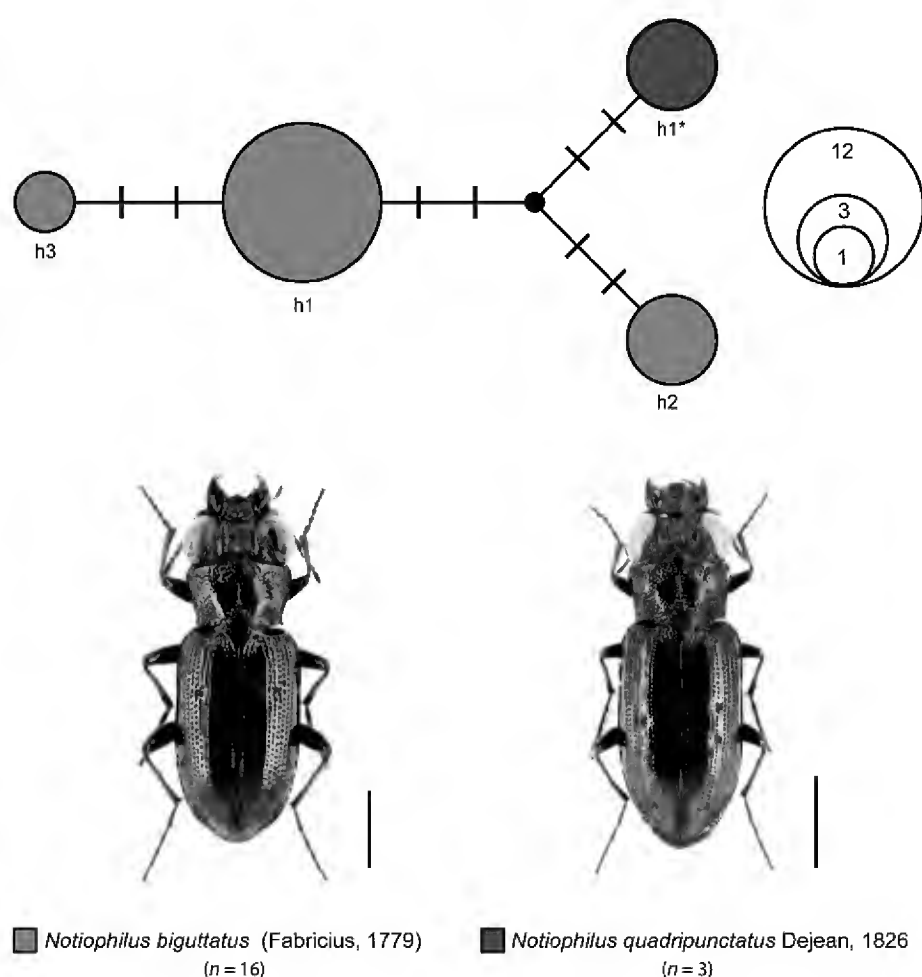 h1*
12
3
1
h3
h1
h2
Notiophilus biguttatus (Fabricius, 1779)
(n = 16)
Notiophilus quadripunctatus Dejean, 1826
(n = 3)